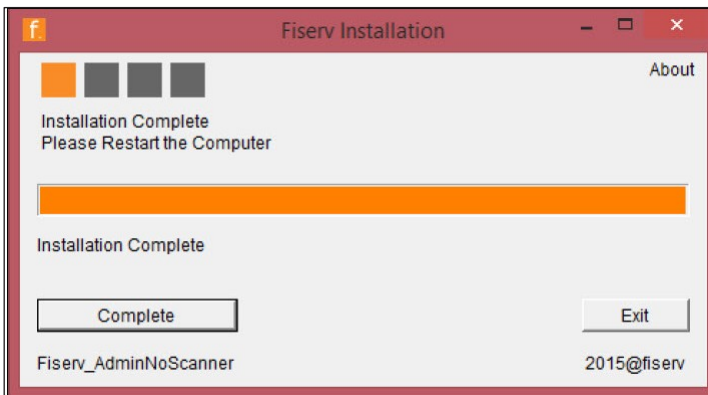 f.
Fiserv Installation
About
Installation Complete
Please Restart the Computer
Installation Complete
Complete
Exit
Fiserv_AdminNoScanner
2015@fiserv